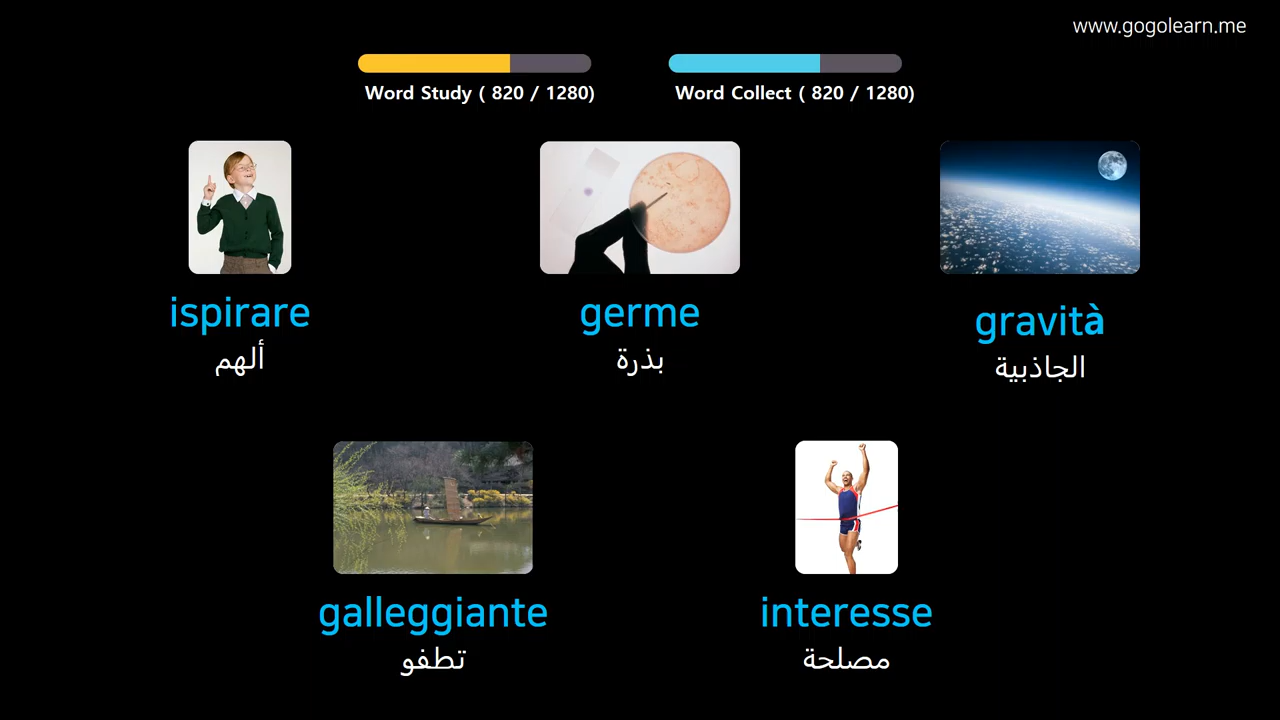 www.gogolearn.me
Word Study ( 820 / 1280)
Word Collect ( 820 / 1280)
ispirare
ألهم
germe
بذرة
gravità
الجاذبية
galleggiante
تطفو
interesse
مصلحة